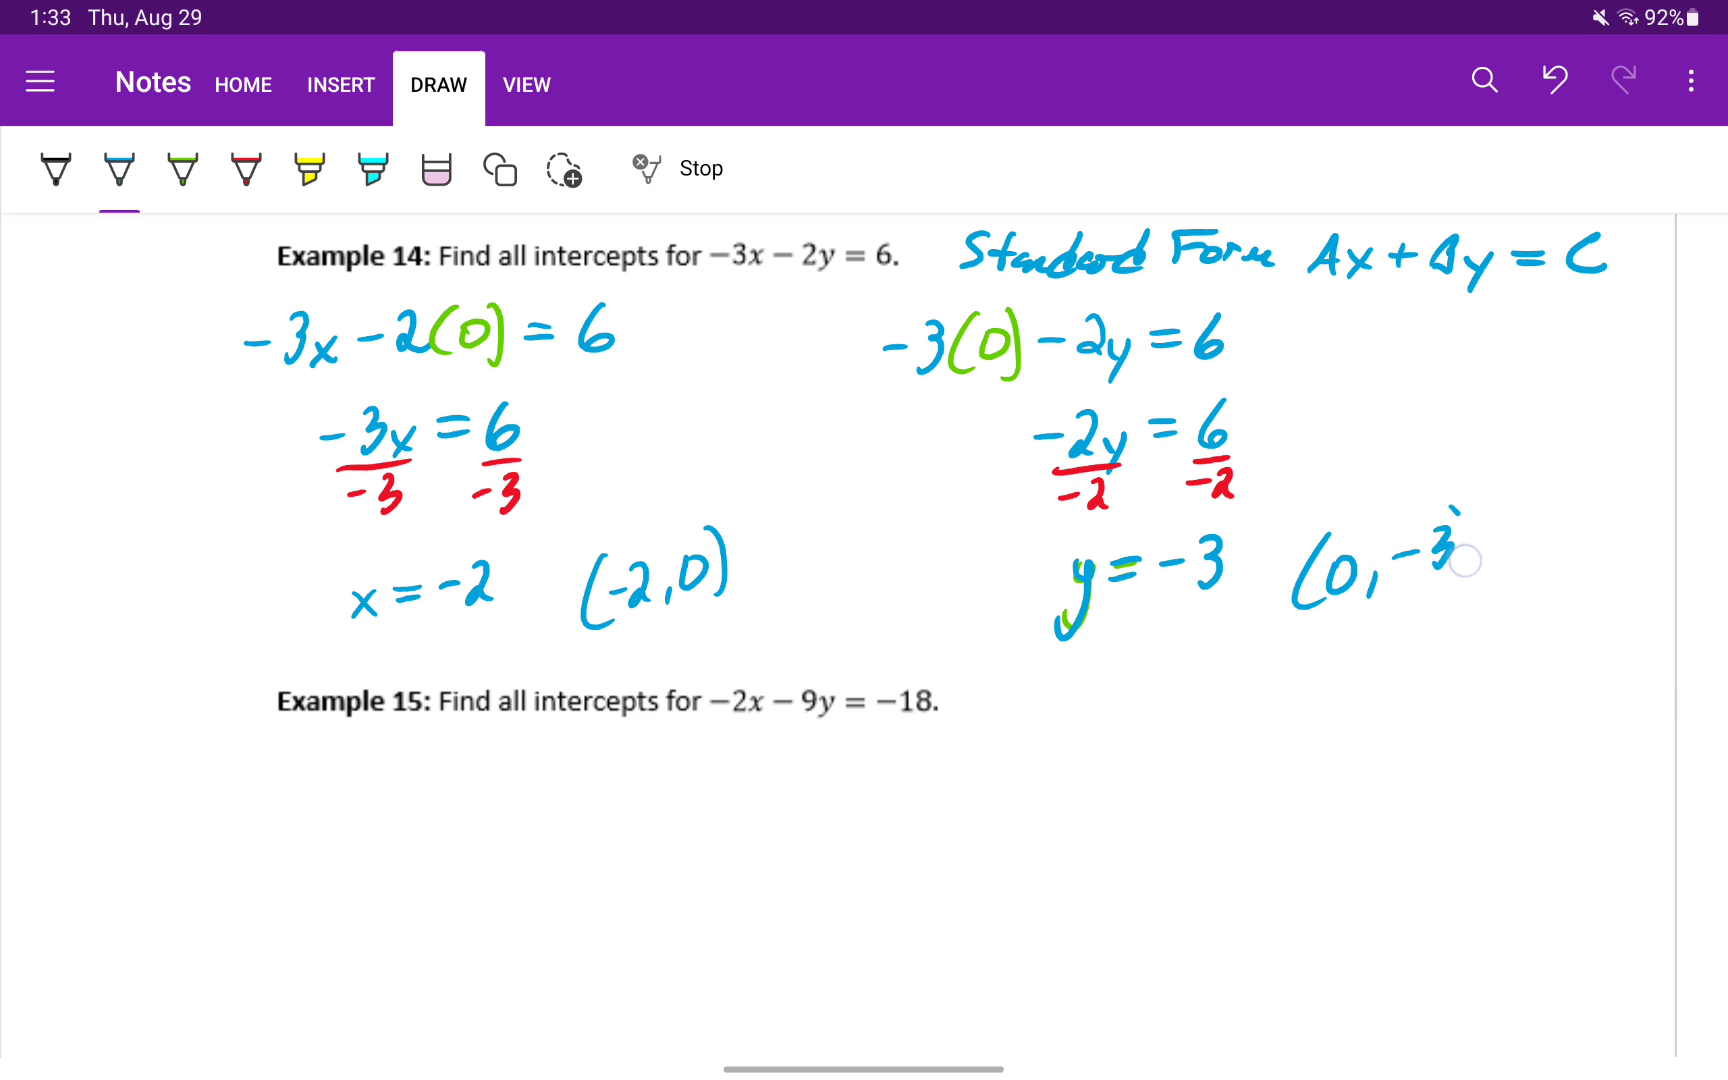 1:33 Thu, Aug 29 92%
Notes HOME INSERT DRAW VIEW
Stop
Example 14: Find all intercepts for −3x − 2y = 6. Standard Form Ax + By = C
-3x - 2(0) = 6 -3(0) - 2y = 6
-3x = 6 -2y = 6
-3 -3 -2 -2
x = -2 (-2,0) y = -3 (0, -3
Example 15: Find all intercepts for −2x − 9y = −18.